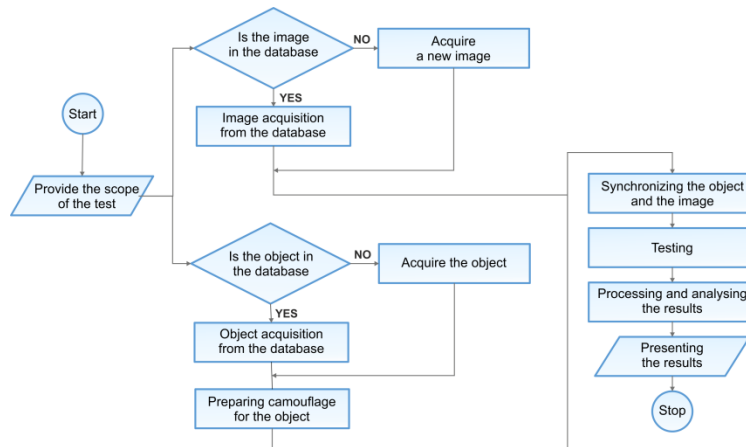 Start
Provide the scope
of the test
Is the image
in the database
NO
Acquire
a new image
YES
Image acquisition
from the database
Is the object in
the database
NO
Acquire the object
YES
Object acquisition
from the database
Preparing camouflage
for the object
Synchronizing the object
and the image
Testing
Processing and analysing
the results
Presenting
the results
Stop